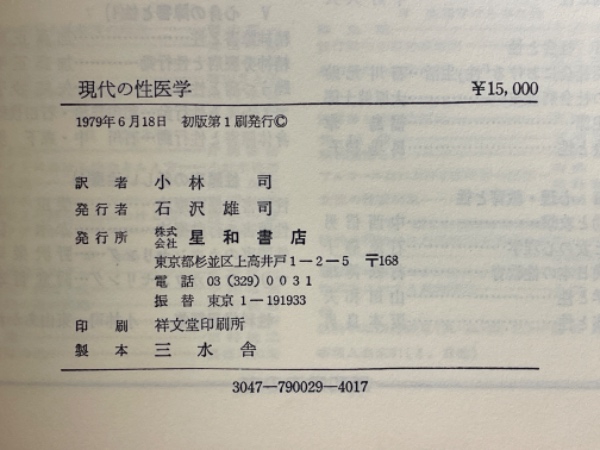 現代の性医学 ¥15,000
1979年6月18日 初版第1刷発行©
訳者 小林司
発行者 石沢雄司
発行所 株式会社 星和書店
東京都杉並区上高井戸1-2-5 〒168
電話 03(329)0031
振替 東京1-191933
印刷 祥文堂印刷所
製本 三水舎
3047-790029-4017